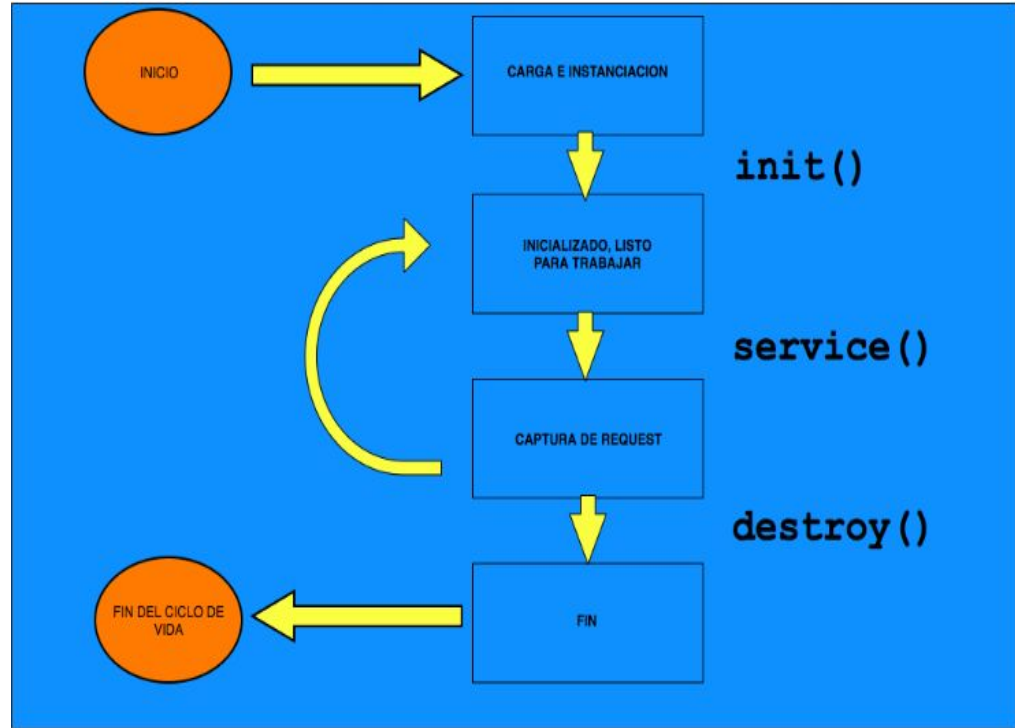 INICIO
CARGA E INSTANCIACION
init()
INICIALIZADO, LISTO
PARA TRABAJAR
service()
CAPTURA DE REQUEST
destroy()
FIN DEL CICLO DE
VIDA
FIN